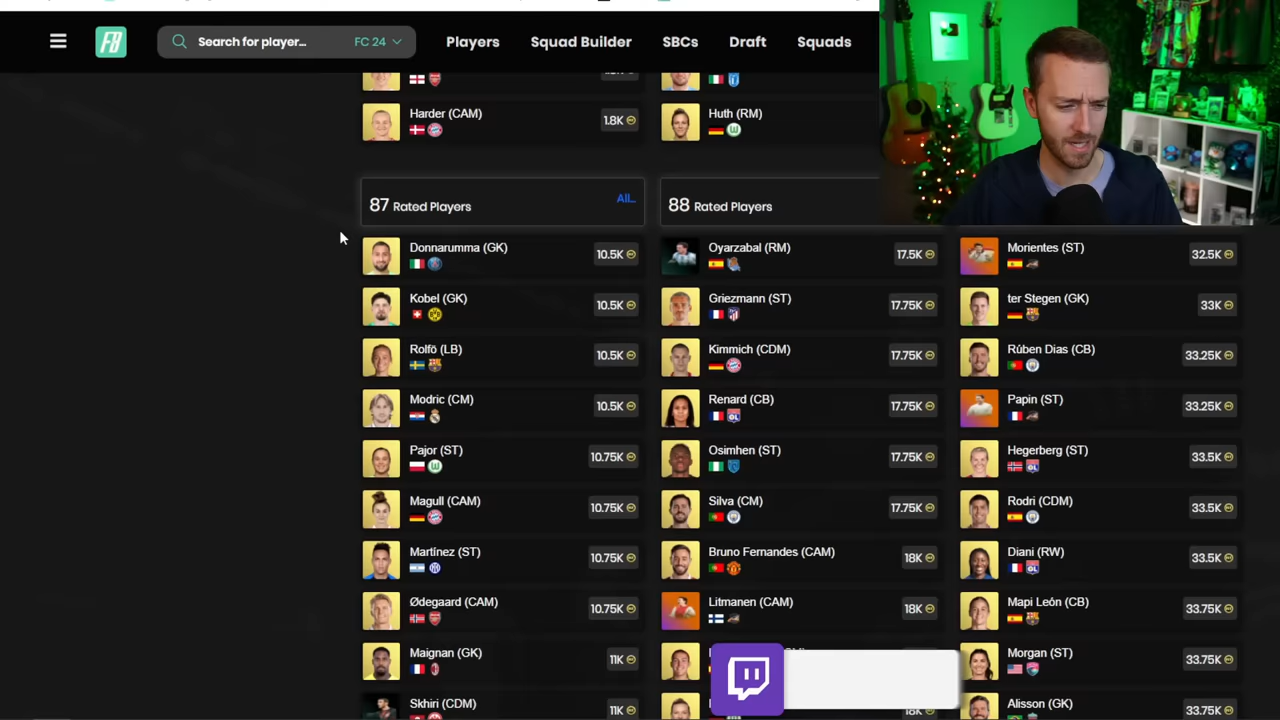 FB
Search for player...
FC 24
Players
Squad Builder
SBCs
Draft
Squads
Harder (CAM)
1.8K
Huth (RM)
87 Rated Players
All...
88 Rated Players
Donnarumma (GK)
10.5K
Oyarzabal (RM)
17.5K
Morientes (ST)
32.5K
Kobel (GK)
10.5K
Griezmann (ST)
17.75K
ter Stegen (GK)
33K
Rolfö (LB)
10.5K
Kimmich (CDM)
17.75K
Rúben Dias (CB)
33.25K
Modric (CM)
10.5K
Renard (CB)
17.75K
Papin (ST)
33.25K
Pajor (ST)
10.75K
Osimhen (ST)
17.75K
Hegerberg (ST)
33.5K
Magull (CAM)
10.75K
Silva (CM)
17.75K
Rodri (CDM)
33.5K
Martínez (ST)
10.75K
Bruno Fernandes (CAM)
18K
Diani (RW)
33.5K
Ødegaard (CAM)
10.75K
Litmanen (CAM)
18K
Mapi León (CB)
33.75K
Maignan (GK)
11K
Morgan (ST)
33.75K
Skhiri (CDM)
11K
18K
Alisson (GK)
33.75K